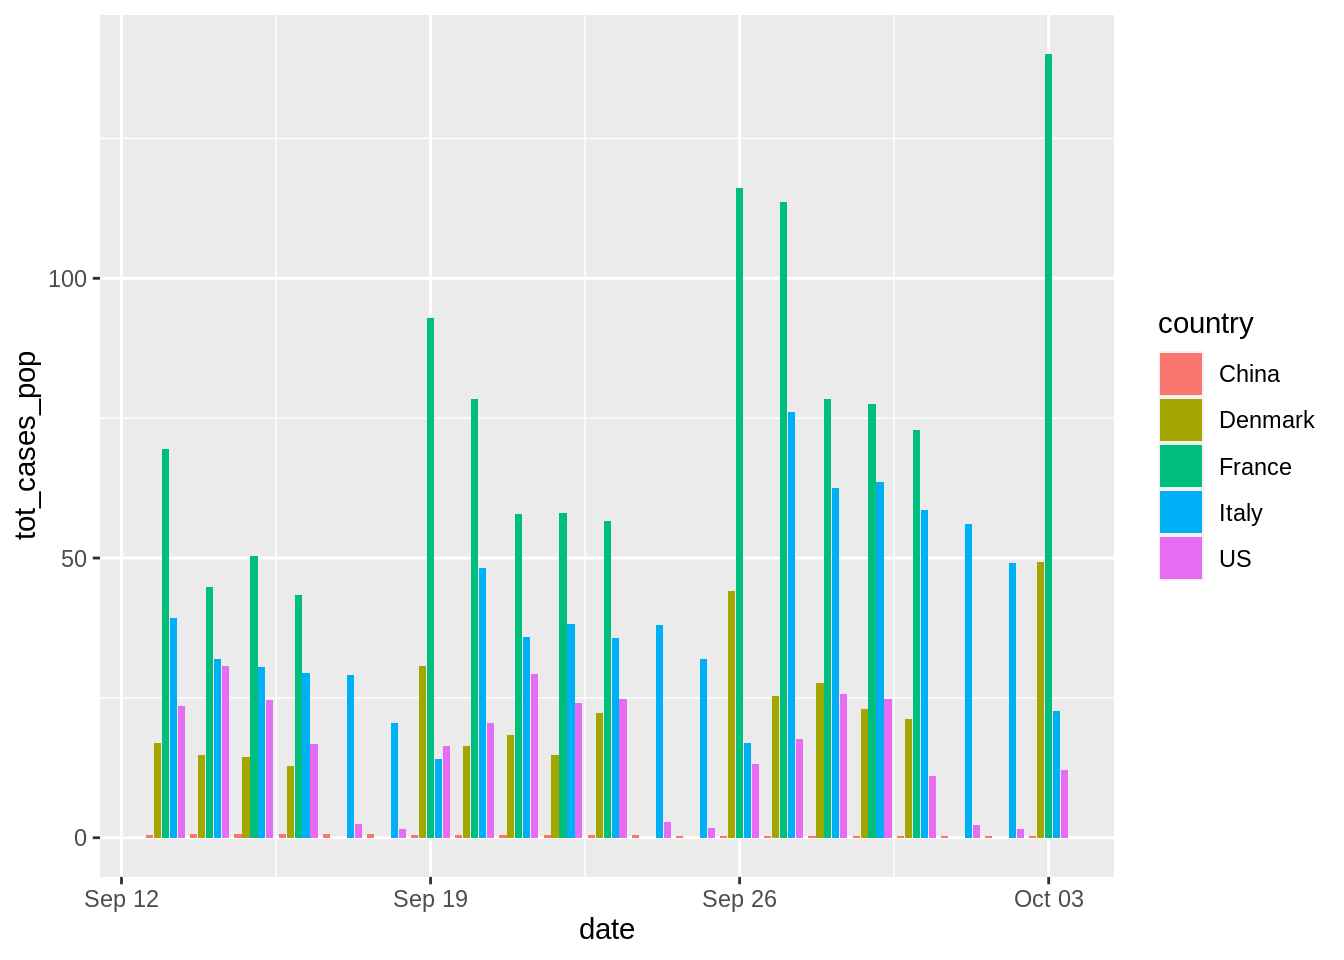 tot_cases_pop
100
50
0
Sep 12
Sep 19
Sep 26
Oct 03
date
country
China
Denmark
France
Italy
US